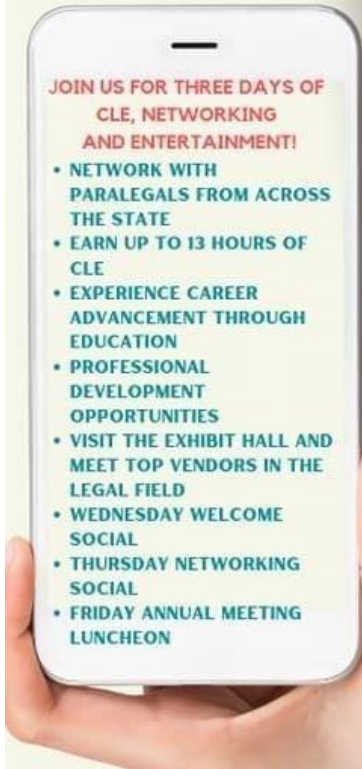 JOIN US FOR THREE DAYS OF
CLE, NETWORKING
AND ENTERTAINMENT!
• NETWORK WITH
PARALEGALS FROM ACROSS
THE STATE
• EARN UP TO 13 HOURS OF
CLE
• EXPERIENCE CAREER
ADVANCEMENT THROUGH
EDUCATION
• PROFESSIONAL
DEVELOPMENT
OPPORTUNITIES
• VISIT THE EXHIBIT HALL AND
MEET TOP VENDORS IN THE
LEGAL FIELD
• WEDNESDAY WELCOME
SOCIAL
• THURSDAY NETWORKING
SOCIAL
• FRIDAY ANNUAL MEETING
LUNCHEON